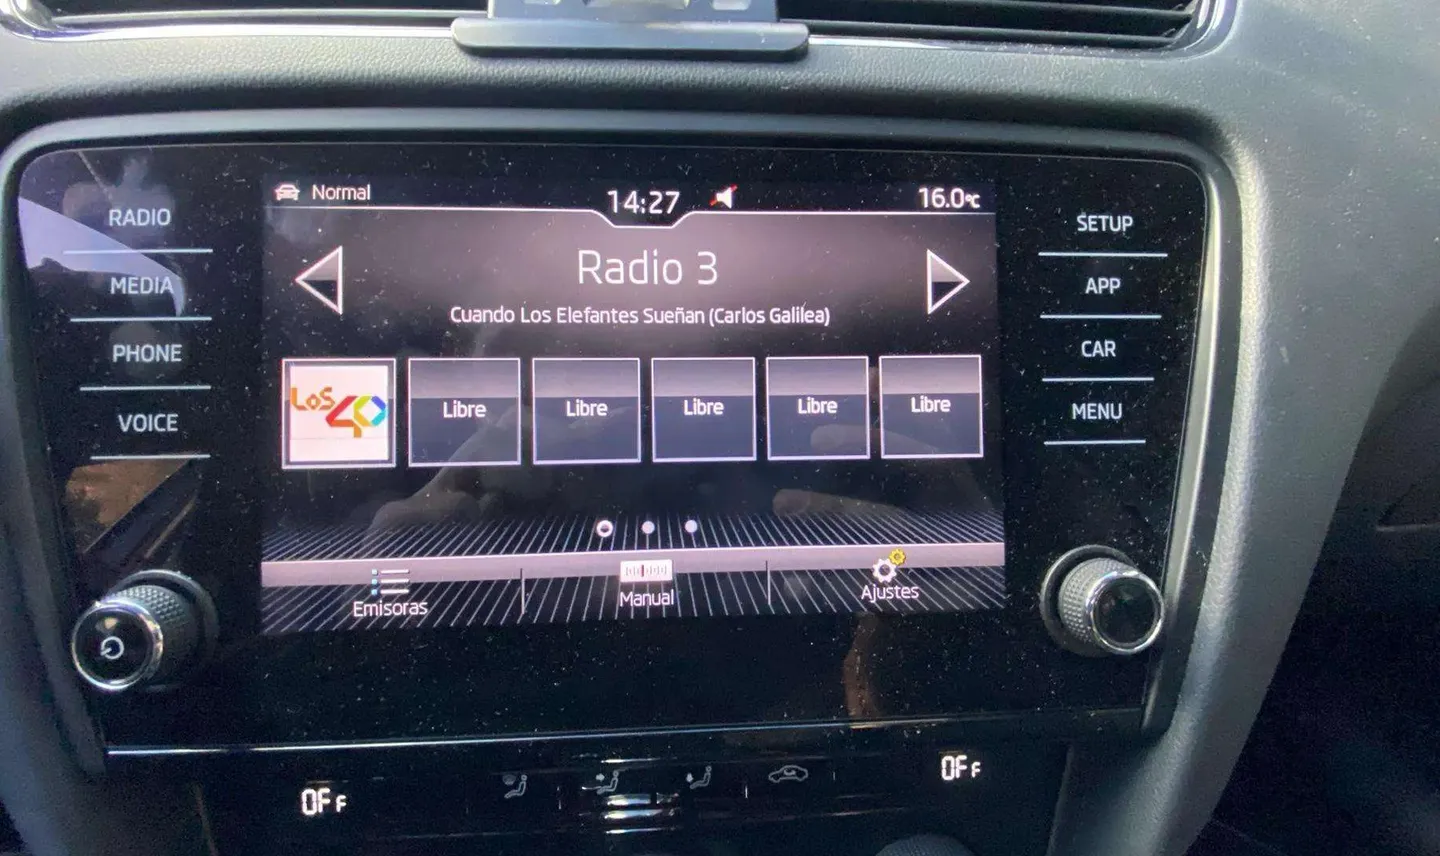 RADIO
MEDIA
PHONE
VOICE
Normal
14:27
16.0°C
Radio 3
Cuando Los Elefantes Sueñan (Carlos Galilea)
LoS 40
Libre
Libre
Libre
Libre
Libre
Emisoras
Manual
Ajustes
SETUP
APP
CAR
MENU
OFF
OFF